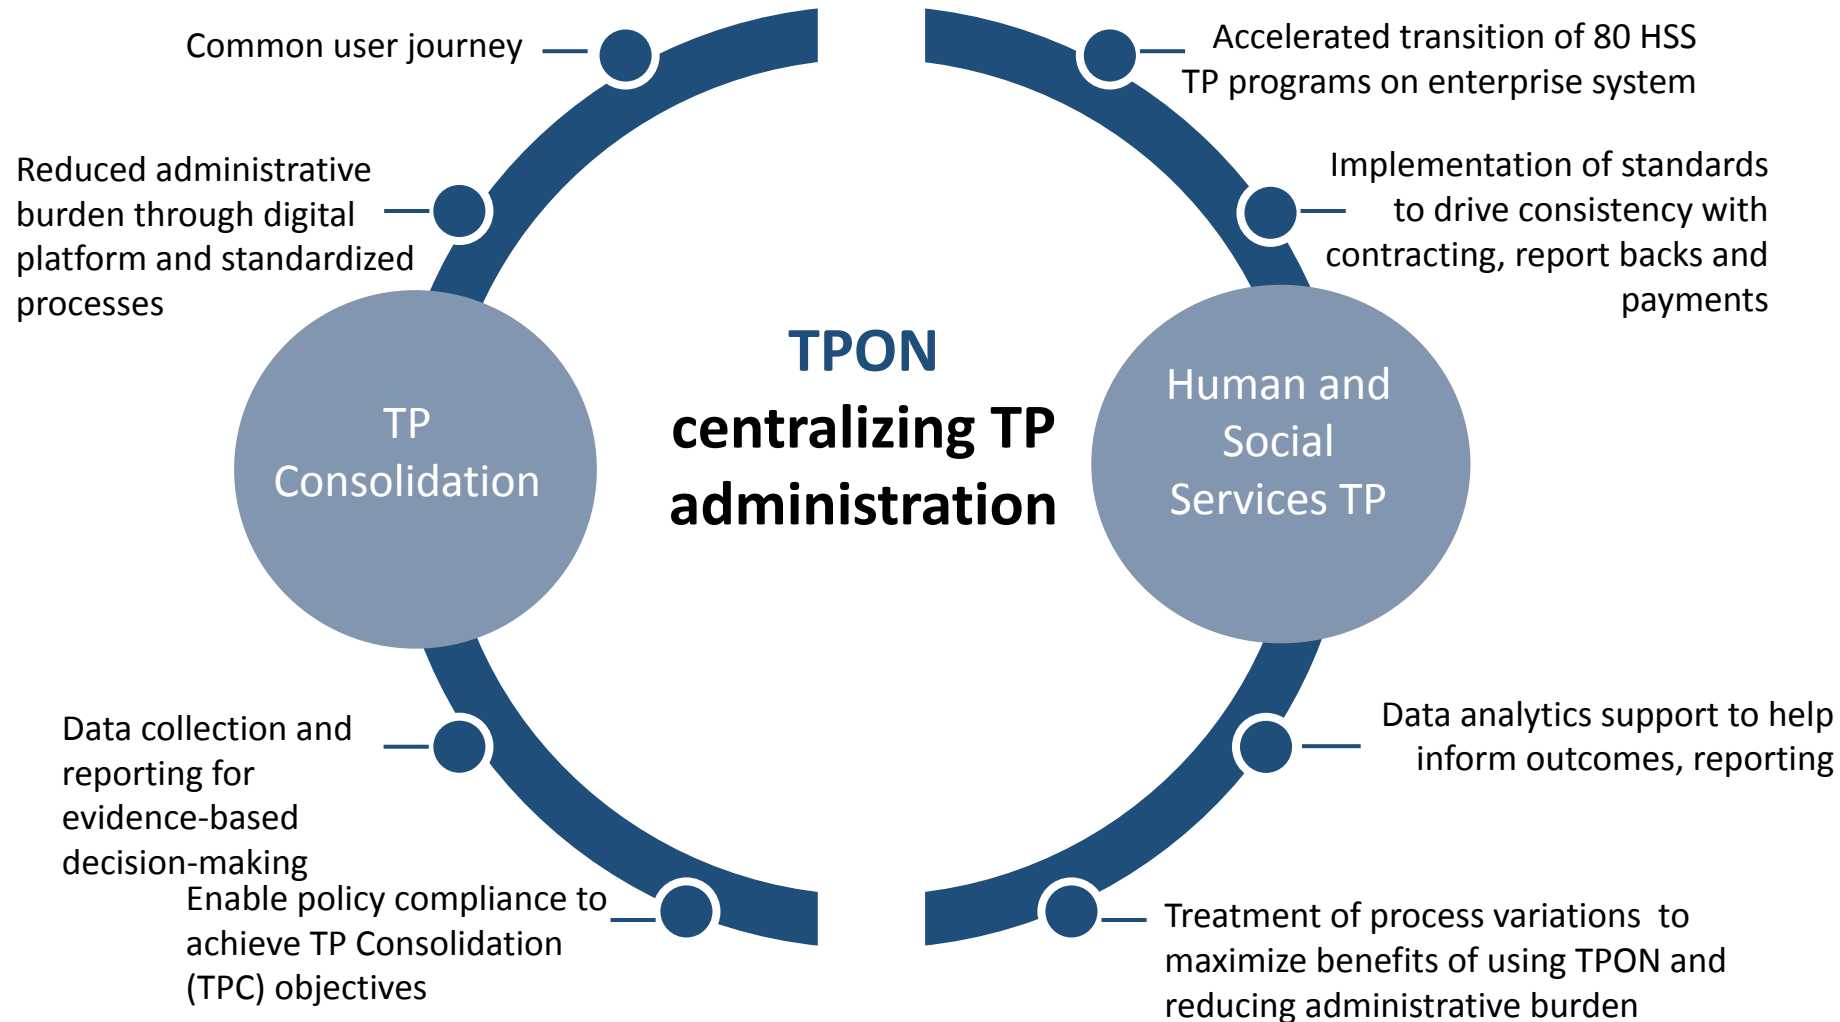 Common user journey
Reduced administrative
burden through digital
platform and standardized
processes
TP
Consolidation
Data collection and
reporting for
evidence-based
decision-making
Enable policy compliance to
achieve TP Consolidation
(TPC) objectives
TPON
centralizing TP
administration
Accelerated transition of 80 HSS
TP programs on enterprise system
Implementation of standards
to drive consistency with
contracting, report backs and
payments
Human and
Social
Services TP
Data analytics support to help
inform outcomes, reporting
Treatment of process variations  to
maximize benefits of using TPON and
reducing administrative burden